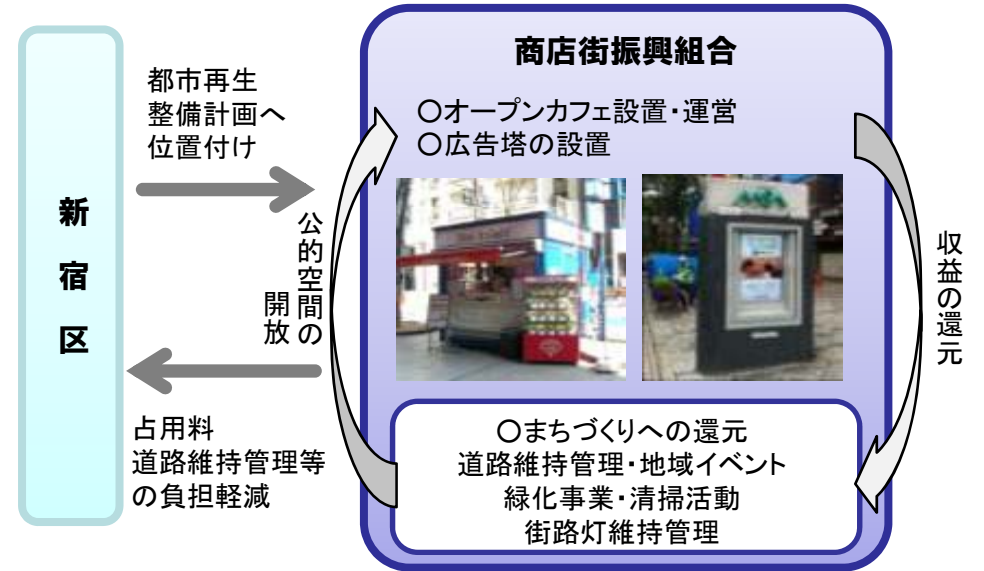 新宿区
都市再生
整備計画へ
位置付け
占用料
道路維持管理等
の負担軽減
公的空間の
開放
商店街振興組合
〇オープンカフェ設置・運営
〇広告塔の設置
収益の還元
〇まちづくりへの還元
道路維持管理・地域イベント
緑化事業・清掃活動
街路灯維持管理